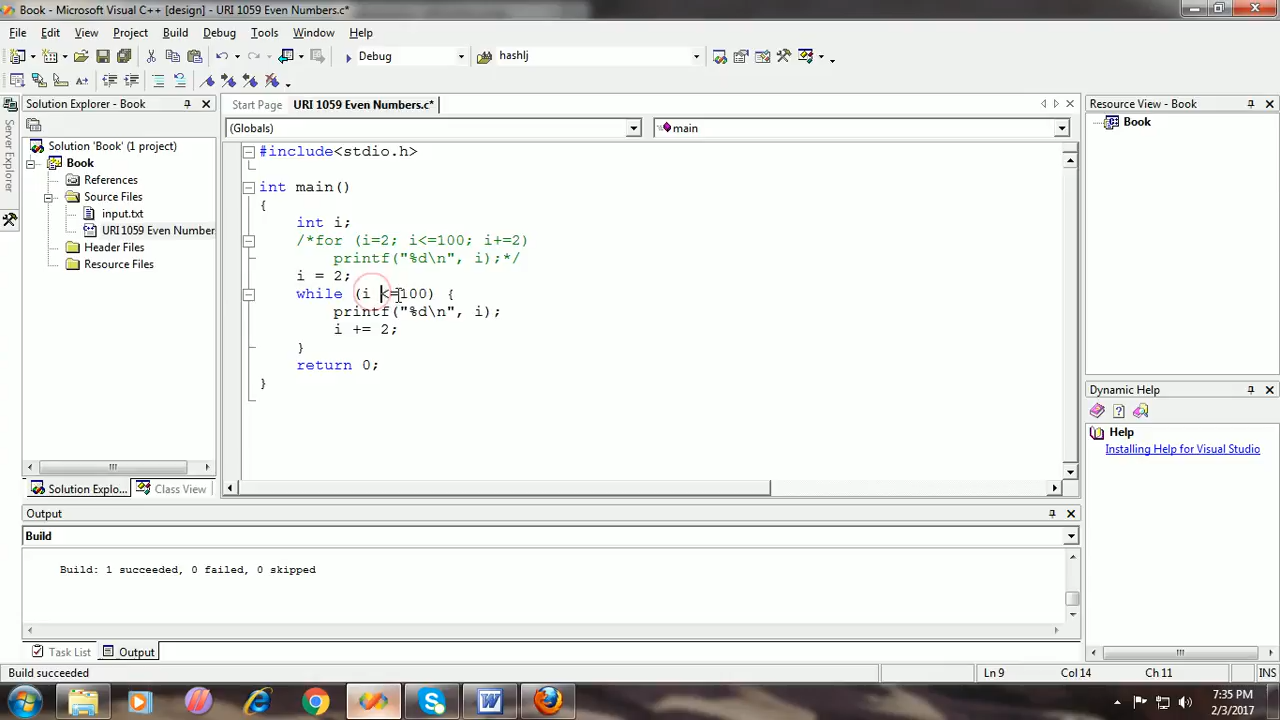 Book - Microsoft Visual C++ [design] - URI 1059 Even Numbers.c*
File Edit View Project Build Debug Tools Window Help
Debug hashlj
Solution Explorer - Book
Start Page URI 1059 Even Numbers.c*
Resource View - Book
Server Explorer
(Globals) main
Book
Solution 'Book' (1 project)
Book
References
Source Files
input.txt
URI 1059 Even Number
Header Files
Resource Files
#include<stdio.h>
int main()
{
int i;
/*for (i=2; i<=100; i+=2)
printf("%d\n", i);*/
i = 2;
while (i <=100) {
printf("%d\n", i);
i += 2;
}
return 0;
}
Dynamic Help
Help
Installing Help for Visual Studio
Solution Explo... Class View
Output
Build
Build: 1 succeeded, 0 failed, 0 skipped
Task List Output
Build succeeded Ln 9 Col 14 Ch 11 INS
7:35 PM
2/3/2017